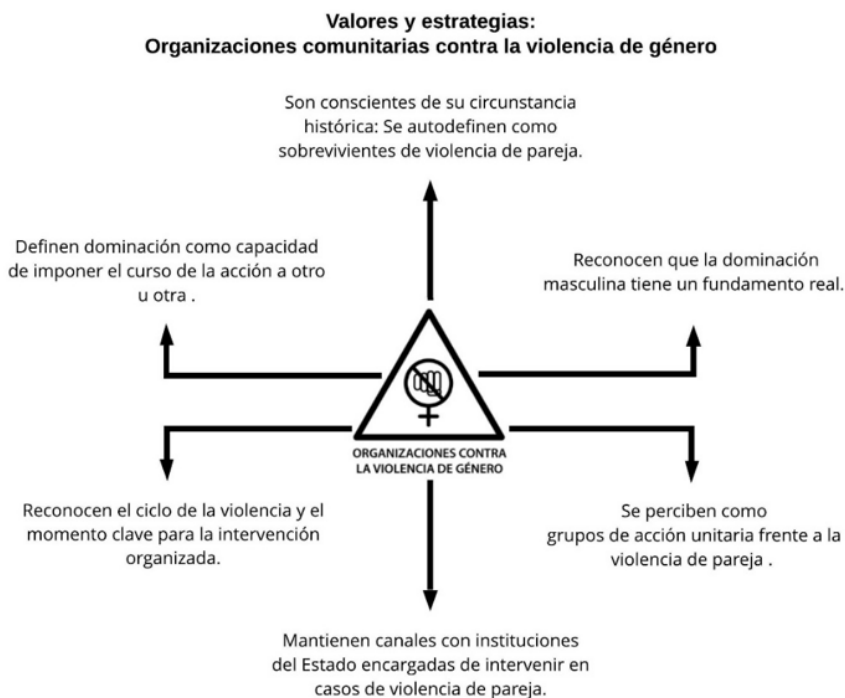 Valores y estrategias:
Organizaciones comunitarias contra la violencia de género
Son conscientes de su circunstancia
histórica: Se autodefinen como
sobrevivientes de violencia de pareja.
Definen dominación como capacidad
de imponer el curso de la acción a otro
u otra .
Reconocen que la dominación
masculina tiene un fundamento real.
ORGANIZACIONES CONTRA
LA VIOLENCIA DE GÉNERO
Reconocen el ciclo de la violencia y el
momento clave para la intervención
organizada.
Se perciben como
grupos de acción unitaria frente a la
violencia de pareja .
Mantienen canales con instituciones
del Estado encargadas de intervenir en
casos de violencia de pareja.